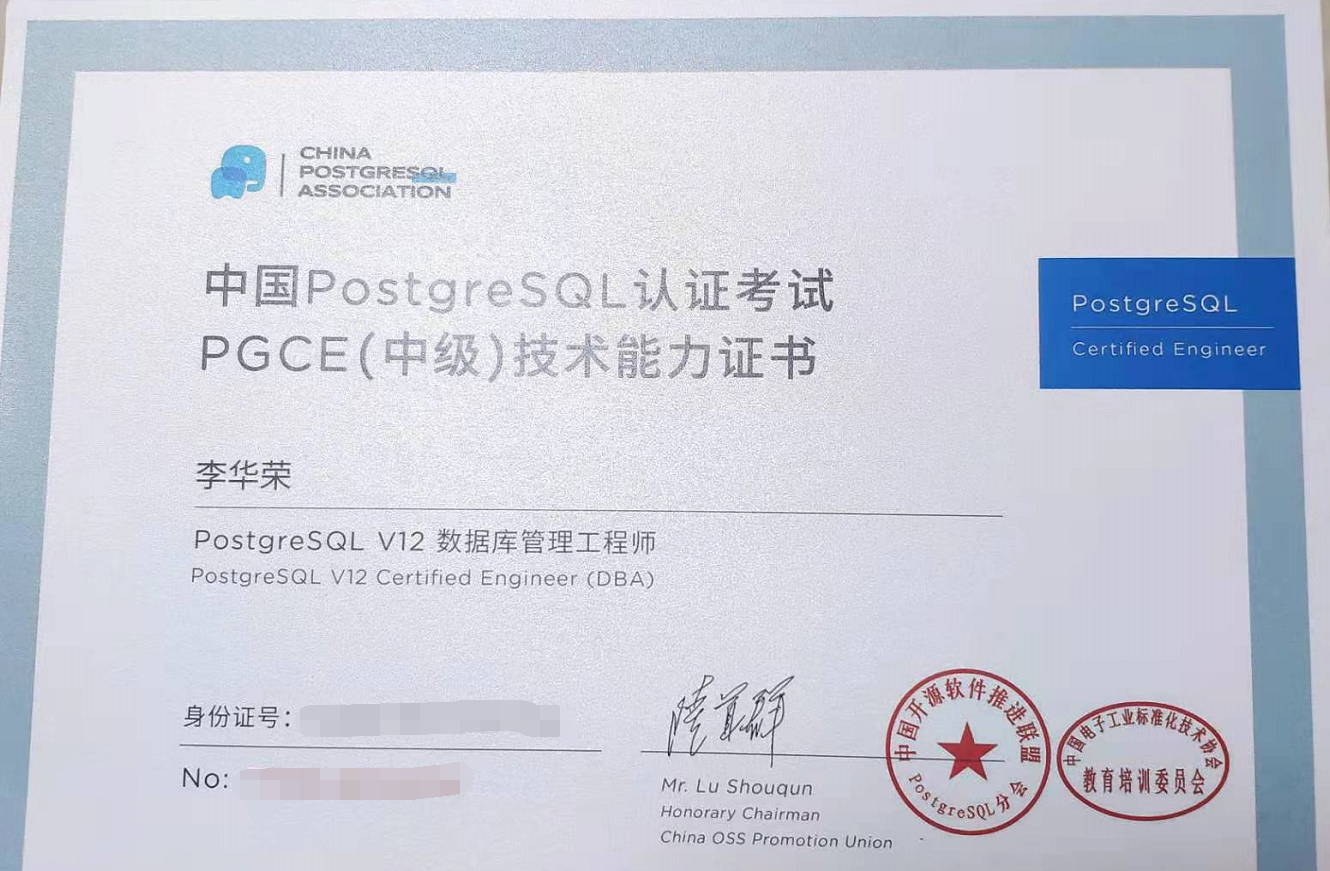 CHINA
POSTGRESQL
ASSOCIATION
中国PostgreSQL认证考试
PGCE(中级)技术能力证书
PostgreSQL
Certified Engineer
李华荣
PostgreSQL V12 数据库管理工程师
PostgreSQL V12 Certified Engineer (DBA)
身份证号：
No:
陆首群
Mr. Lu Shouqun
Honorary Chairman
China OSS Promotion Union
中国开源软件推进联盟
PostgreSQL分会
中国电子工业标准化技术协会
教育培训委员会